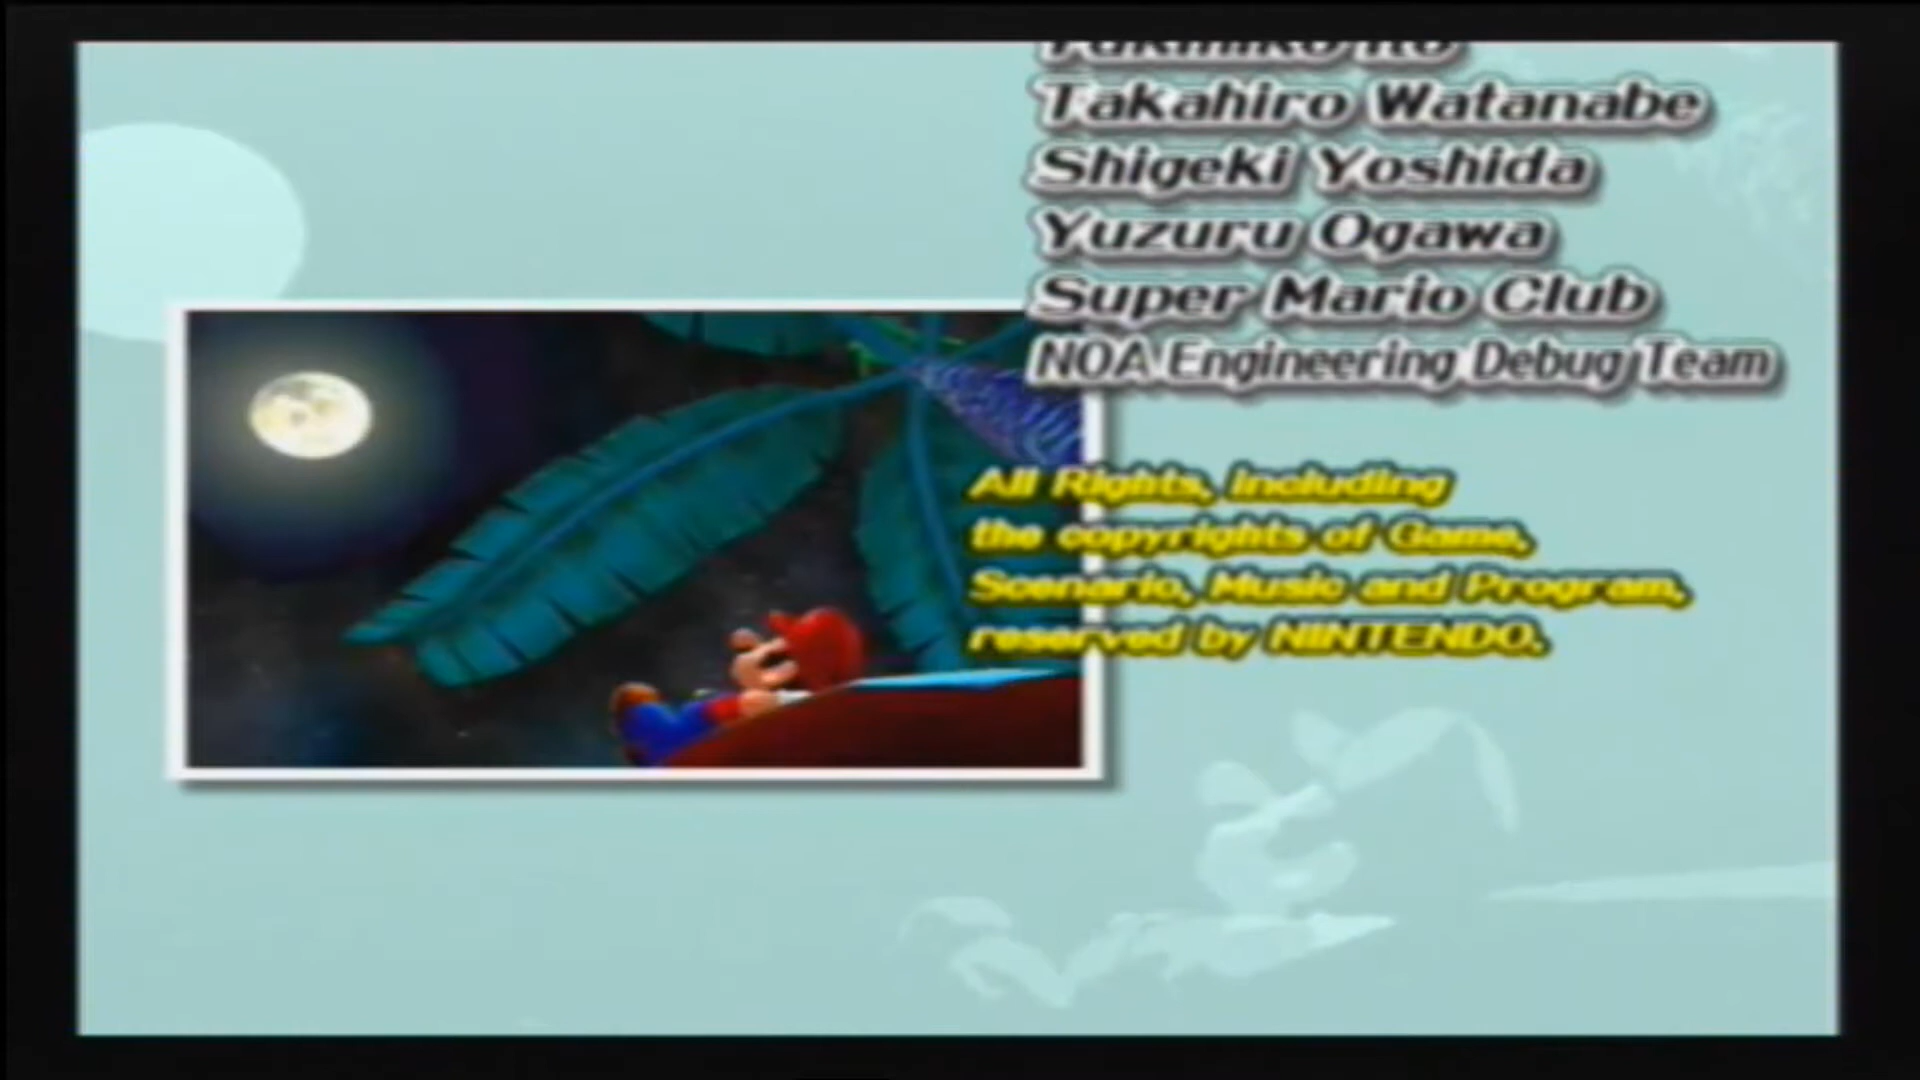 Takahiro Watanabe
Shigeki Yoshida
Yuzuru Ogawa
Super Mario Club
NOA Engineering Debug Team
All Rights, including
the copyrights of Game,
Scenario, Music and Program,
reserved by NINTENDO.